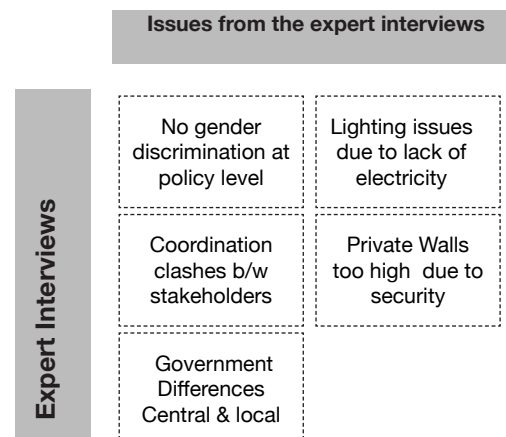 Issues from the expert interviews
Expert Interviews
No gender
discrimination at
policy level
Lighting issues
due to lack of
electricity
Coordination
clashes b/w
stakeholders
Private Walls
too high due to
security
Government
Differences
Central & local